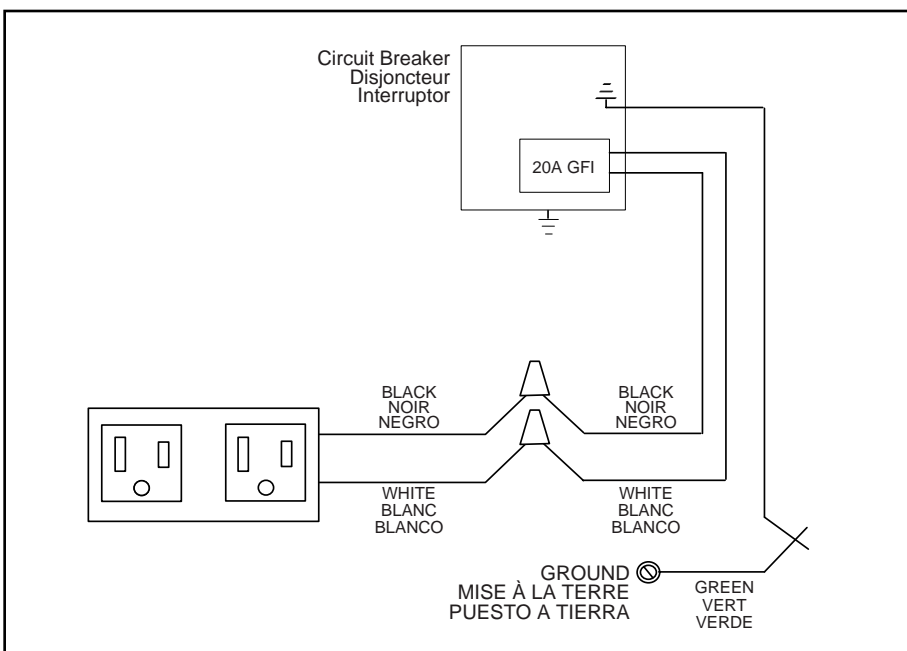 Circuit Breaker
Disjoncteur
Interruptor
20A GFI
BLACK
NOIR
NEGRO
BLACK
NOIR
NEGRO
WHITE
BLANC
BLANCO
WHITE
BLANC
BLANCO
GROUND
MISE À LA TERRE
PUESTO A TIERRA
GREEN
VERT
VERDE